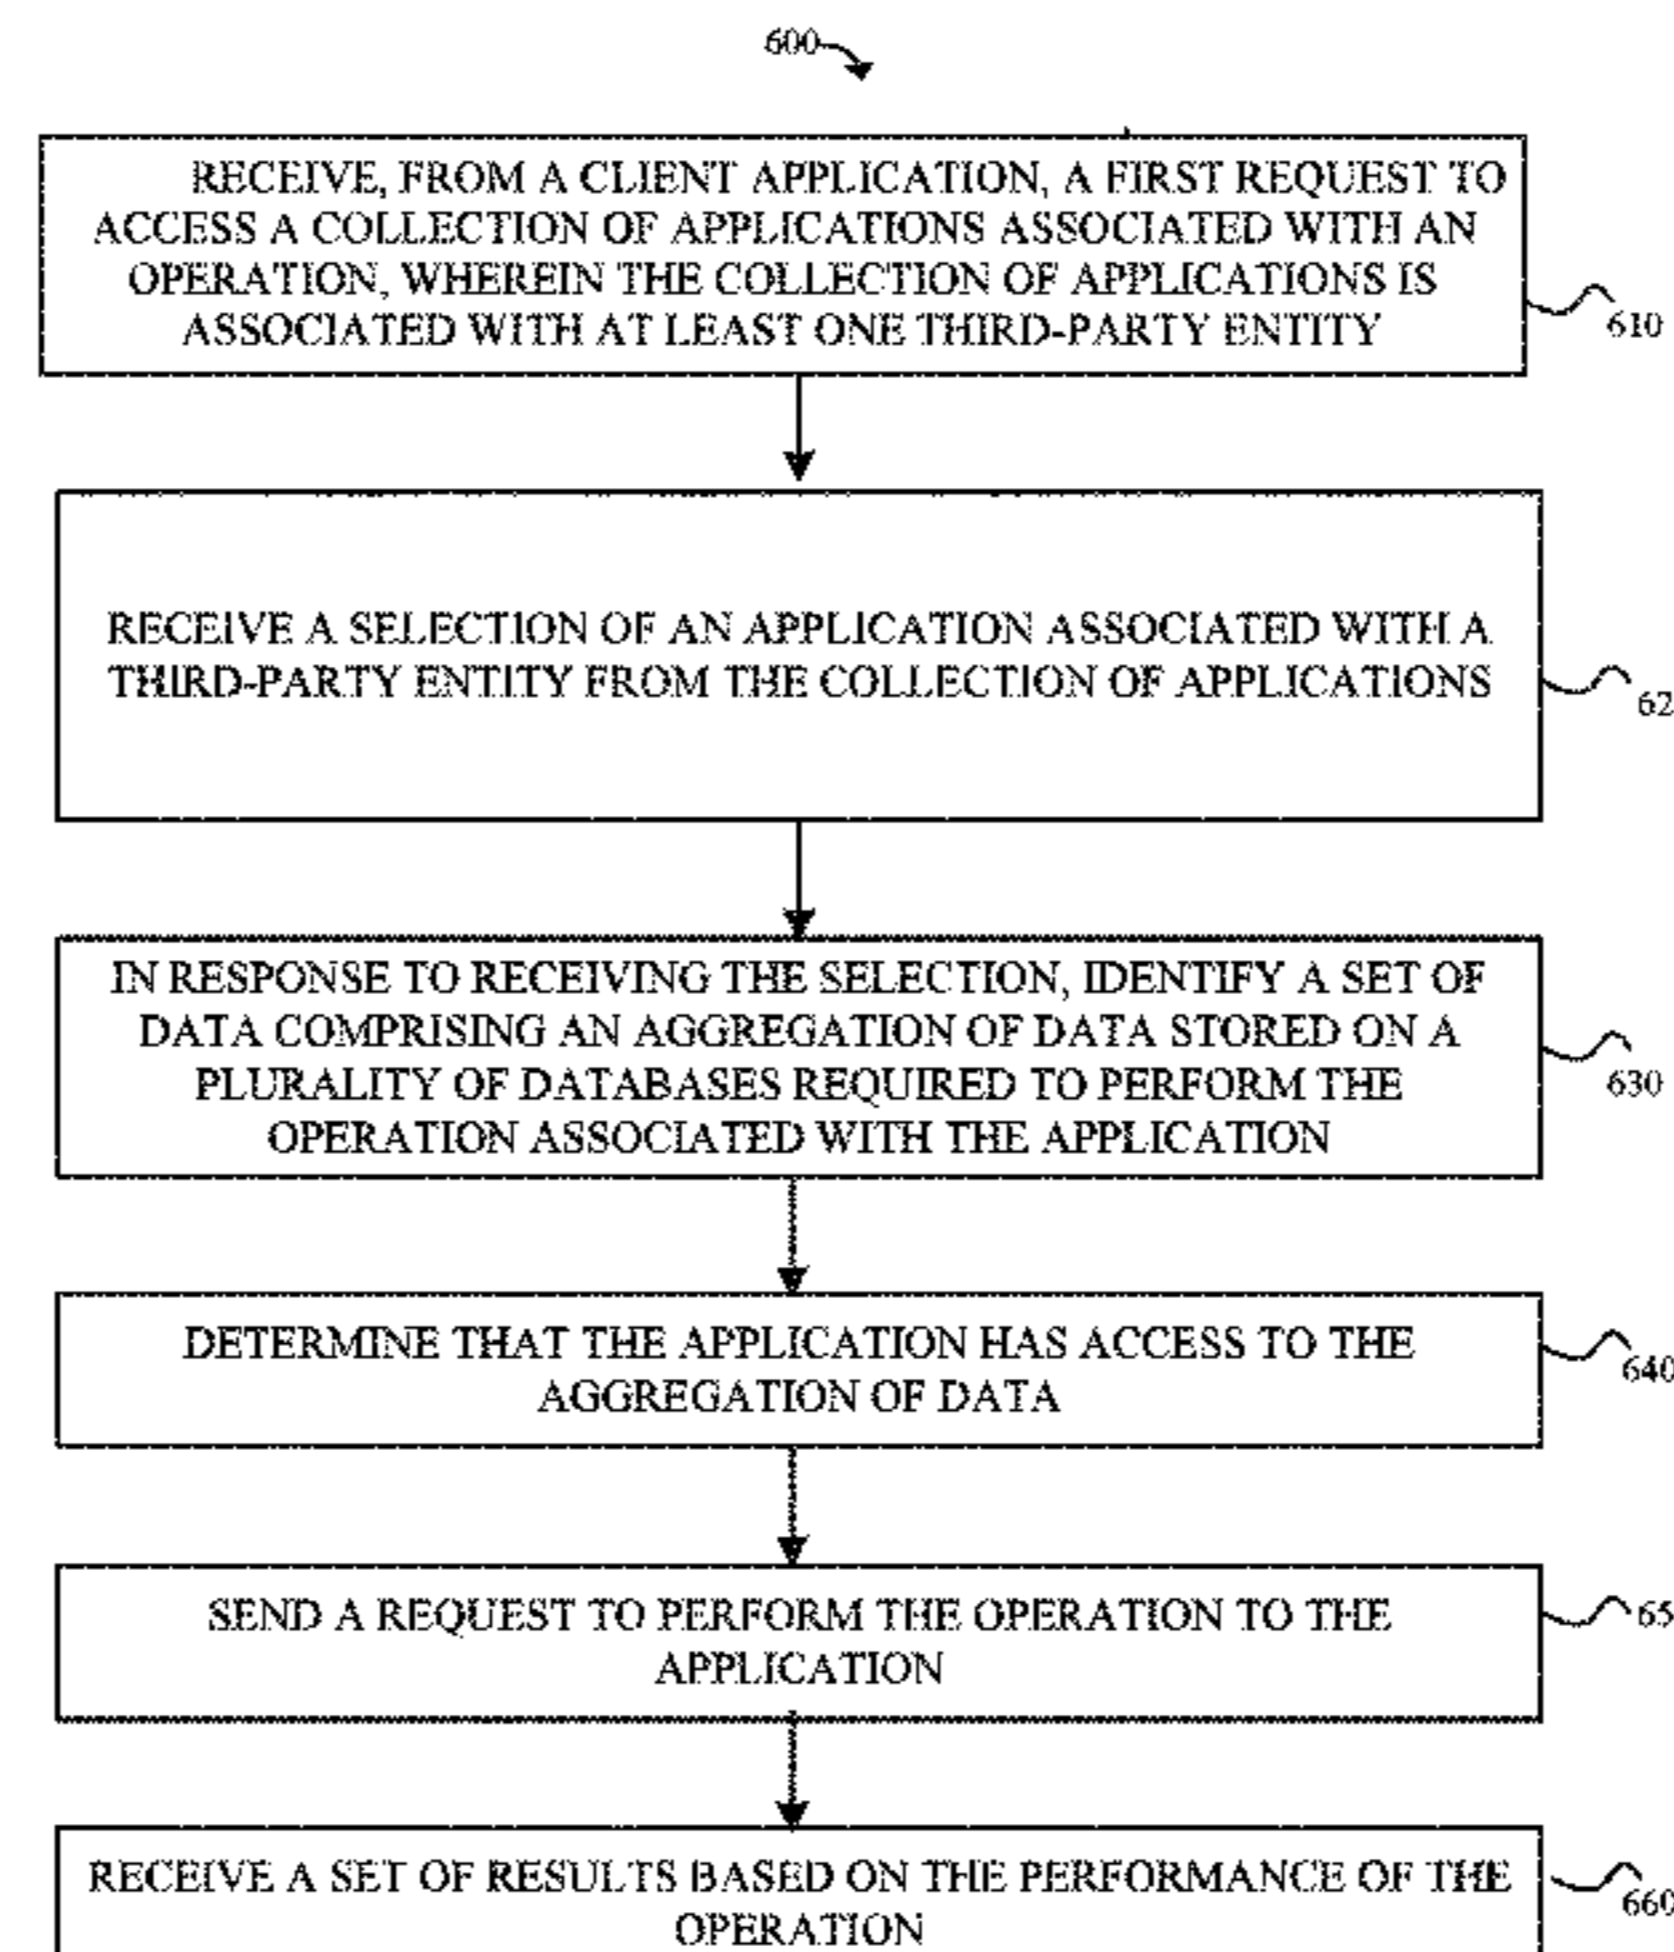 600
RECEIVE, FROM A CLIENT APPLICATION, A FIRST REQUEST TO
ACCESS A COLLECTION OF APPLICATIONS ASSOCIATED WITH AN
OPERATION, WHEREIN THE COLLECTION OF APPLICATIONS IS
ASSOCIATED WITH AT LEAST ONE THIRD-PARTY ENTITY
610
RECEIVE A SELECTION OF AN APPLICATION ASSOCIATED WITH A
THIRD-PARTY ENTITY FROM THE COLLECTION OF APPLICATIONS
62
IN RESPONSE TO RECEIVING THE SELECTION, IDENTIFY A SET OF
DATA COMPRISING AN AGGREGATION OF DATA STORED ON A
PLURALITY OF DATABASES REQUIRED TO PERFORM THE
OPERATION ASSOCIATED WITH THE APPLICATION
630
DETERMINE THAT THE APPLICATION HAS ACCESS TO THE
AGGREGATION OF DATA
640
SEND A REQUEST TO PERFORM THE OPERATION TO THE
APPLICATION
65
RECEIVE A SET OF RESULTS BASED ON THE PERFORMANCE OF THE
OPERATION
660